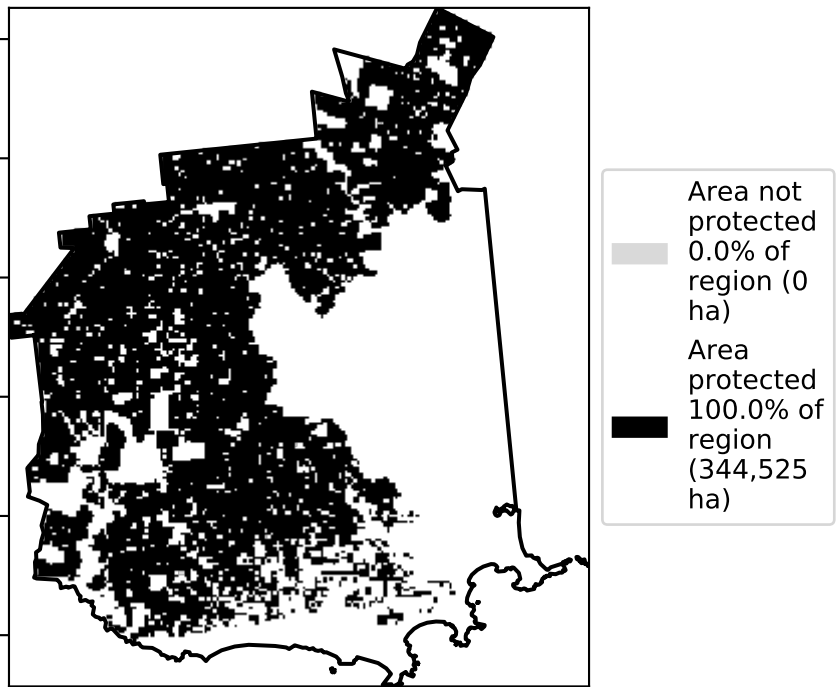 Area not
protected
0.0% of
region (0
ha)
Area
protected
100.0% of
region
(344,525
ha)